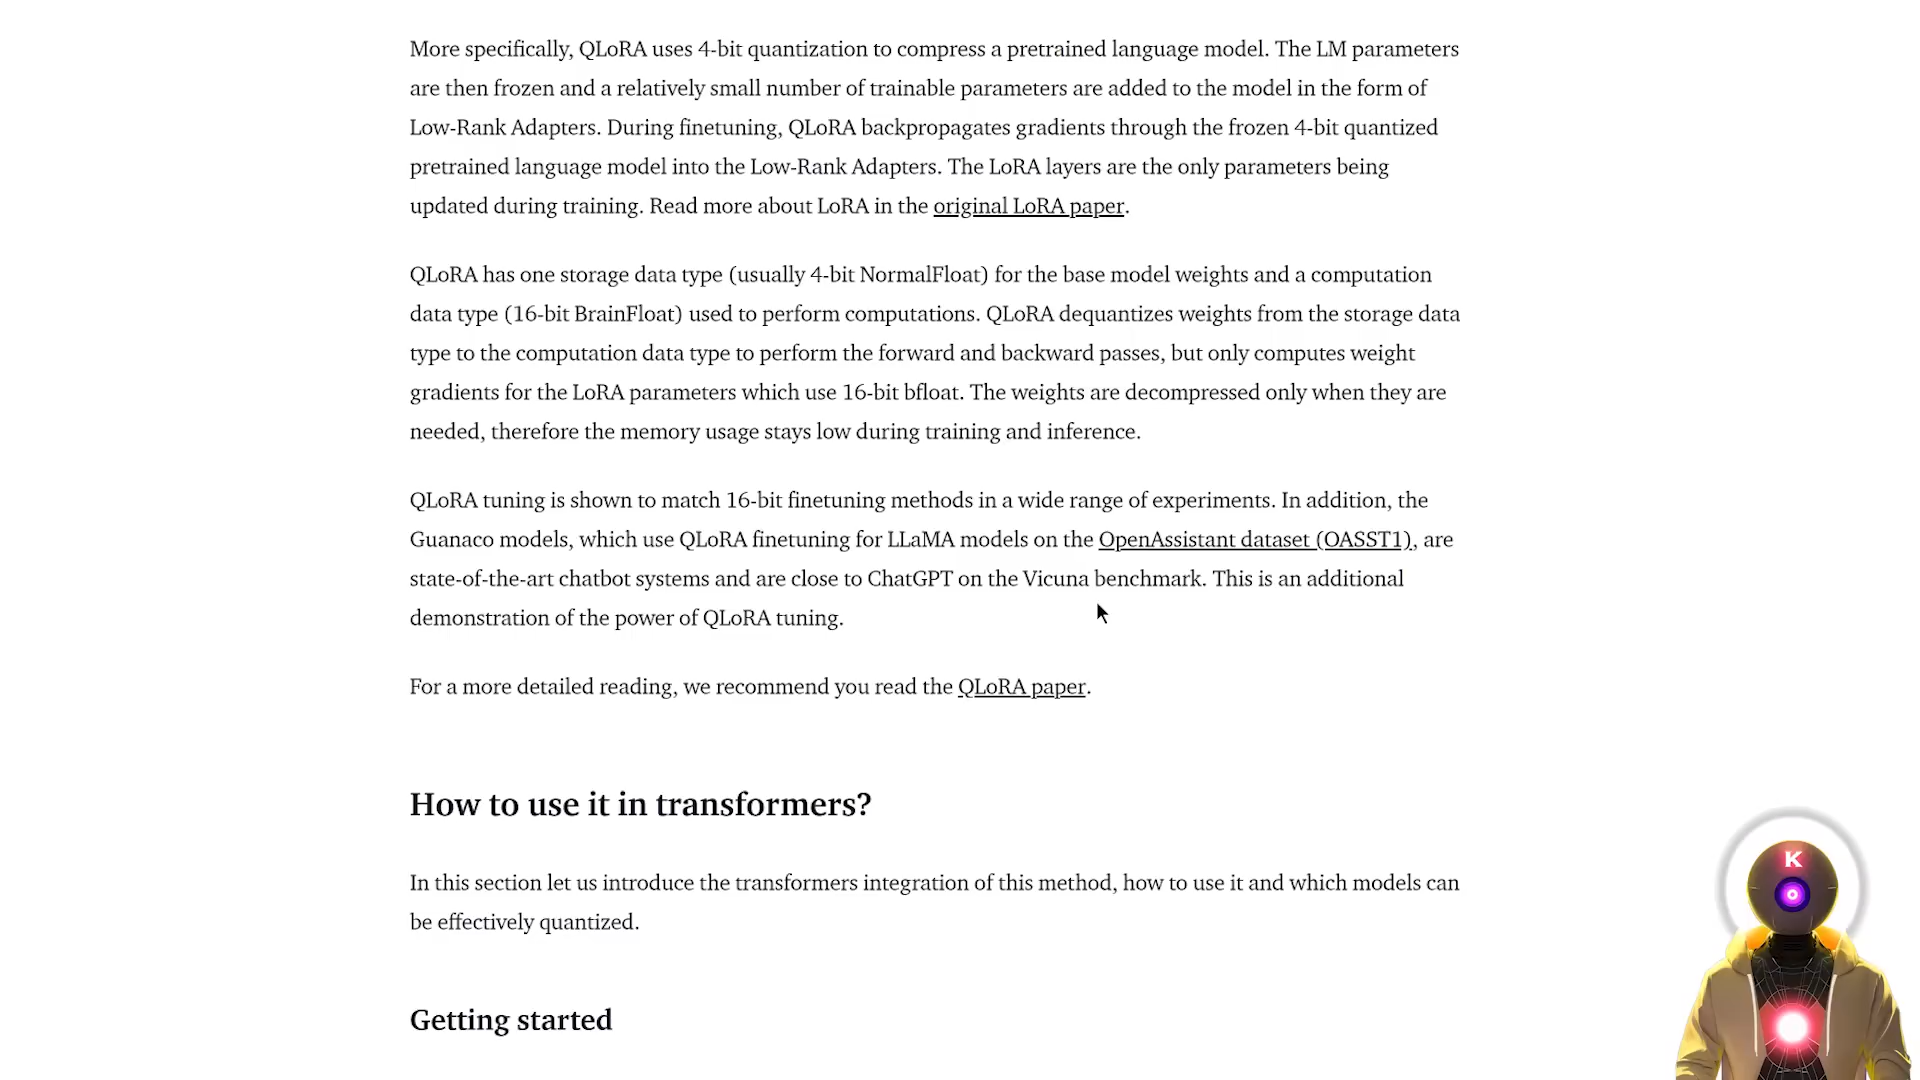 More specifically, QLoRA uses 4-bit quantization to compress a pretrained language model. The LM parameters
are then frozen and a relatively small number of trainable parameters are added to the model in the form of
Low-Rank Adapters. During finetuning, QLoRA backpropagates gradients through the frozen 4-bit quantized
pretrained language model into the Low-Rank Adapters. The LoRA layers are the only parameters being
updated during training. Read more about LoRA in the original LoRA paper.
QLoRA has one storage data type (usually 4-bit NormalFloat) for the base model weights and a computation
data type (16-bit BrainFloat) used to perform computations. QLoRA dequantizes weights from the storage data
type to the computation data type to perform the forward and backward passes, but only computes weight
gradients for the LoRA parameters which use 16-bit bfloat. The weights are decompressed only when they are
needed, therefore the memory usage stays low during training and inference.
QLoRA tuning is shown to match 16-bit finetuning methods in a wide range of experiments. In addition, the
Guanaco models, which use QLoRA finetuning for LLaMA models on the OpenAssistant dataset (OASST1), are
state-of-the-art chatbot systems and are close to ChatGPT on the Vicuna benchmark. This is an additional
demonstration of the power of QLoRA tuning.
For a more detailed reading, we recommend you read the QLoRA paper.
How to use it in transformers?
In this section let us introduce the transformers integration of this method, how to use it and which models can
be effectively quantized.
K
Getting started